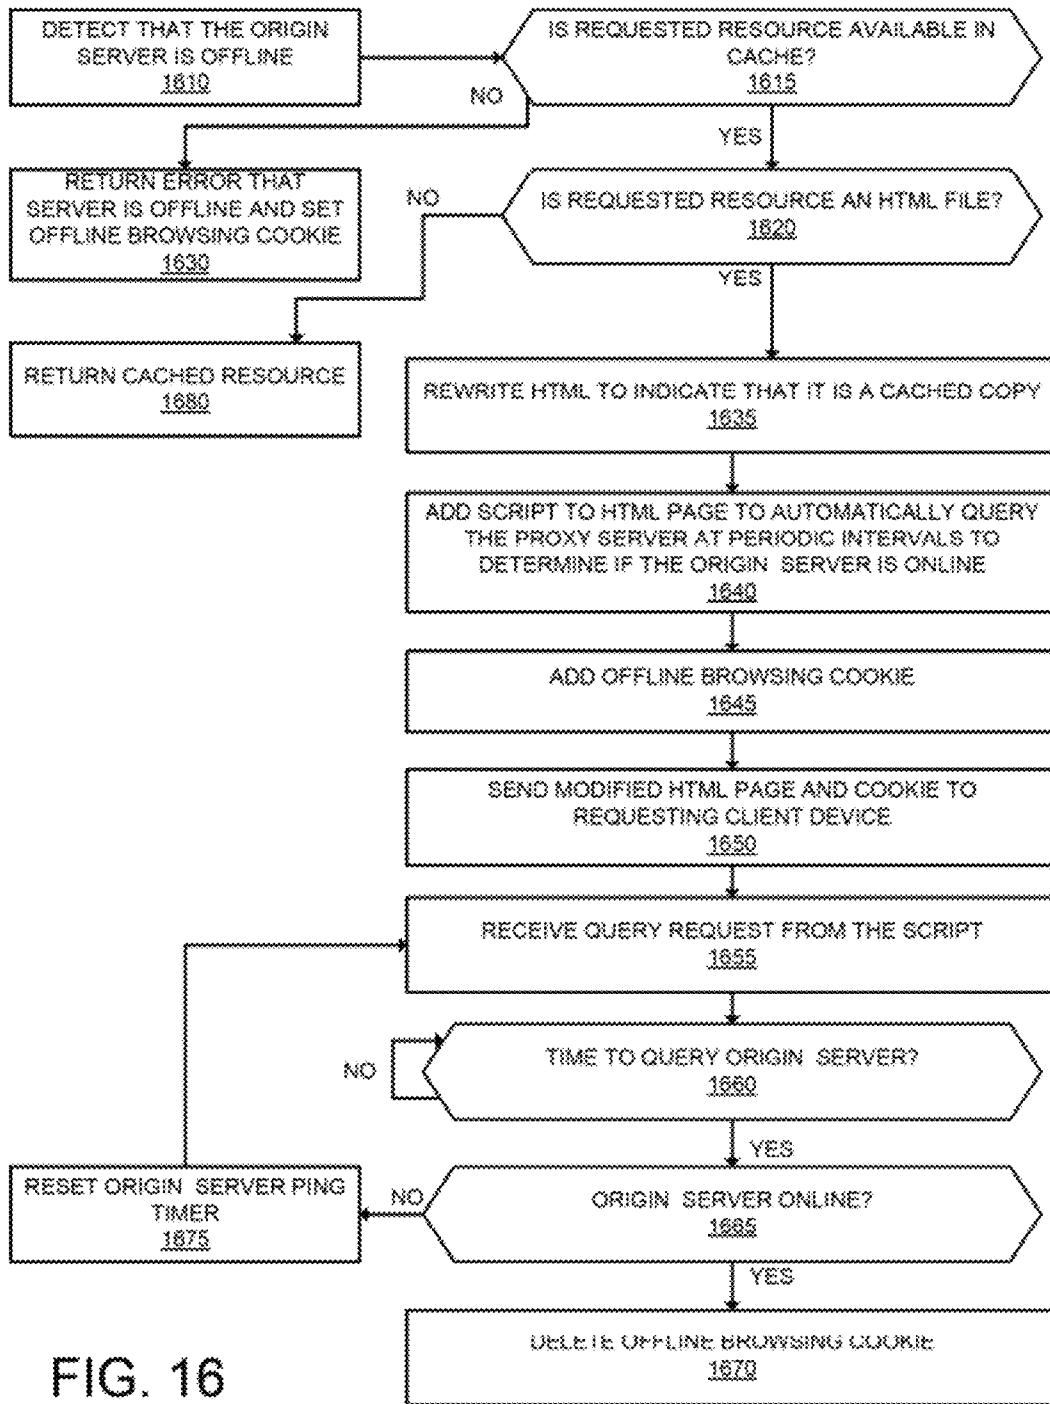 DETECT THAT THE ORIGIN
SERVER IS OFFLINE
1610
IS REQUESTED RESOURCE AVAILABLE IN
CACHE?
1615
NO
YES
RETURN ERROR THAT
SERVER IS OFFLINE AND SET
OFFLINE BROWSING COOKIE
1630
NO
IS REQUESTED RESOURCE AN HTML FILE?
1620
YES
RETURN CACHED RESOURCE
1680
REWRITE HTML TO INDICATE THAT IT IS A CACHED COPY
1635
ADD SCRIPT TO HTML PAGE TO AUTOMATICALLY QUERY
THE PROXY SERVER AT PERIODIC INTERVALS TO
DETERMINE IF THE ORIGIN SERVER IS ONLINE
1640
ADD OFFLINE BROWSING COOKIE
1645
SEND MODIFIED HTML PAGE AND COOKIE TO
REQUESTING CLIENT DEVICE
1650
RECEIVE QUERY REQUEST FROM THE SCRIPT
1655
NO
TIME TO QUERY ORIGIN SERVER?
1660
YES
RESET ORIGIN SERVER PING
TIMER
1675
NO
ORIGIN SERVER ONLINE?
1665
YES
DELETE OFFLINE BROWSING COOKIE
1670
FIG. 16